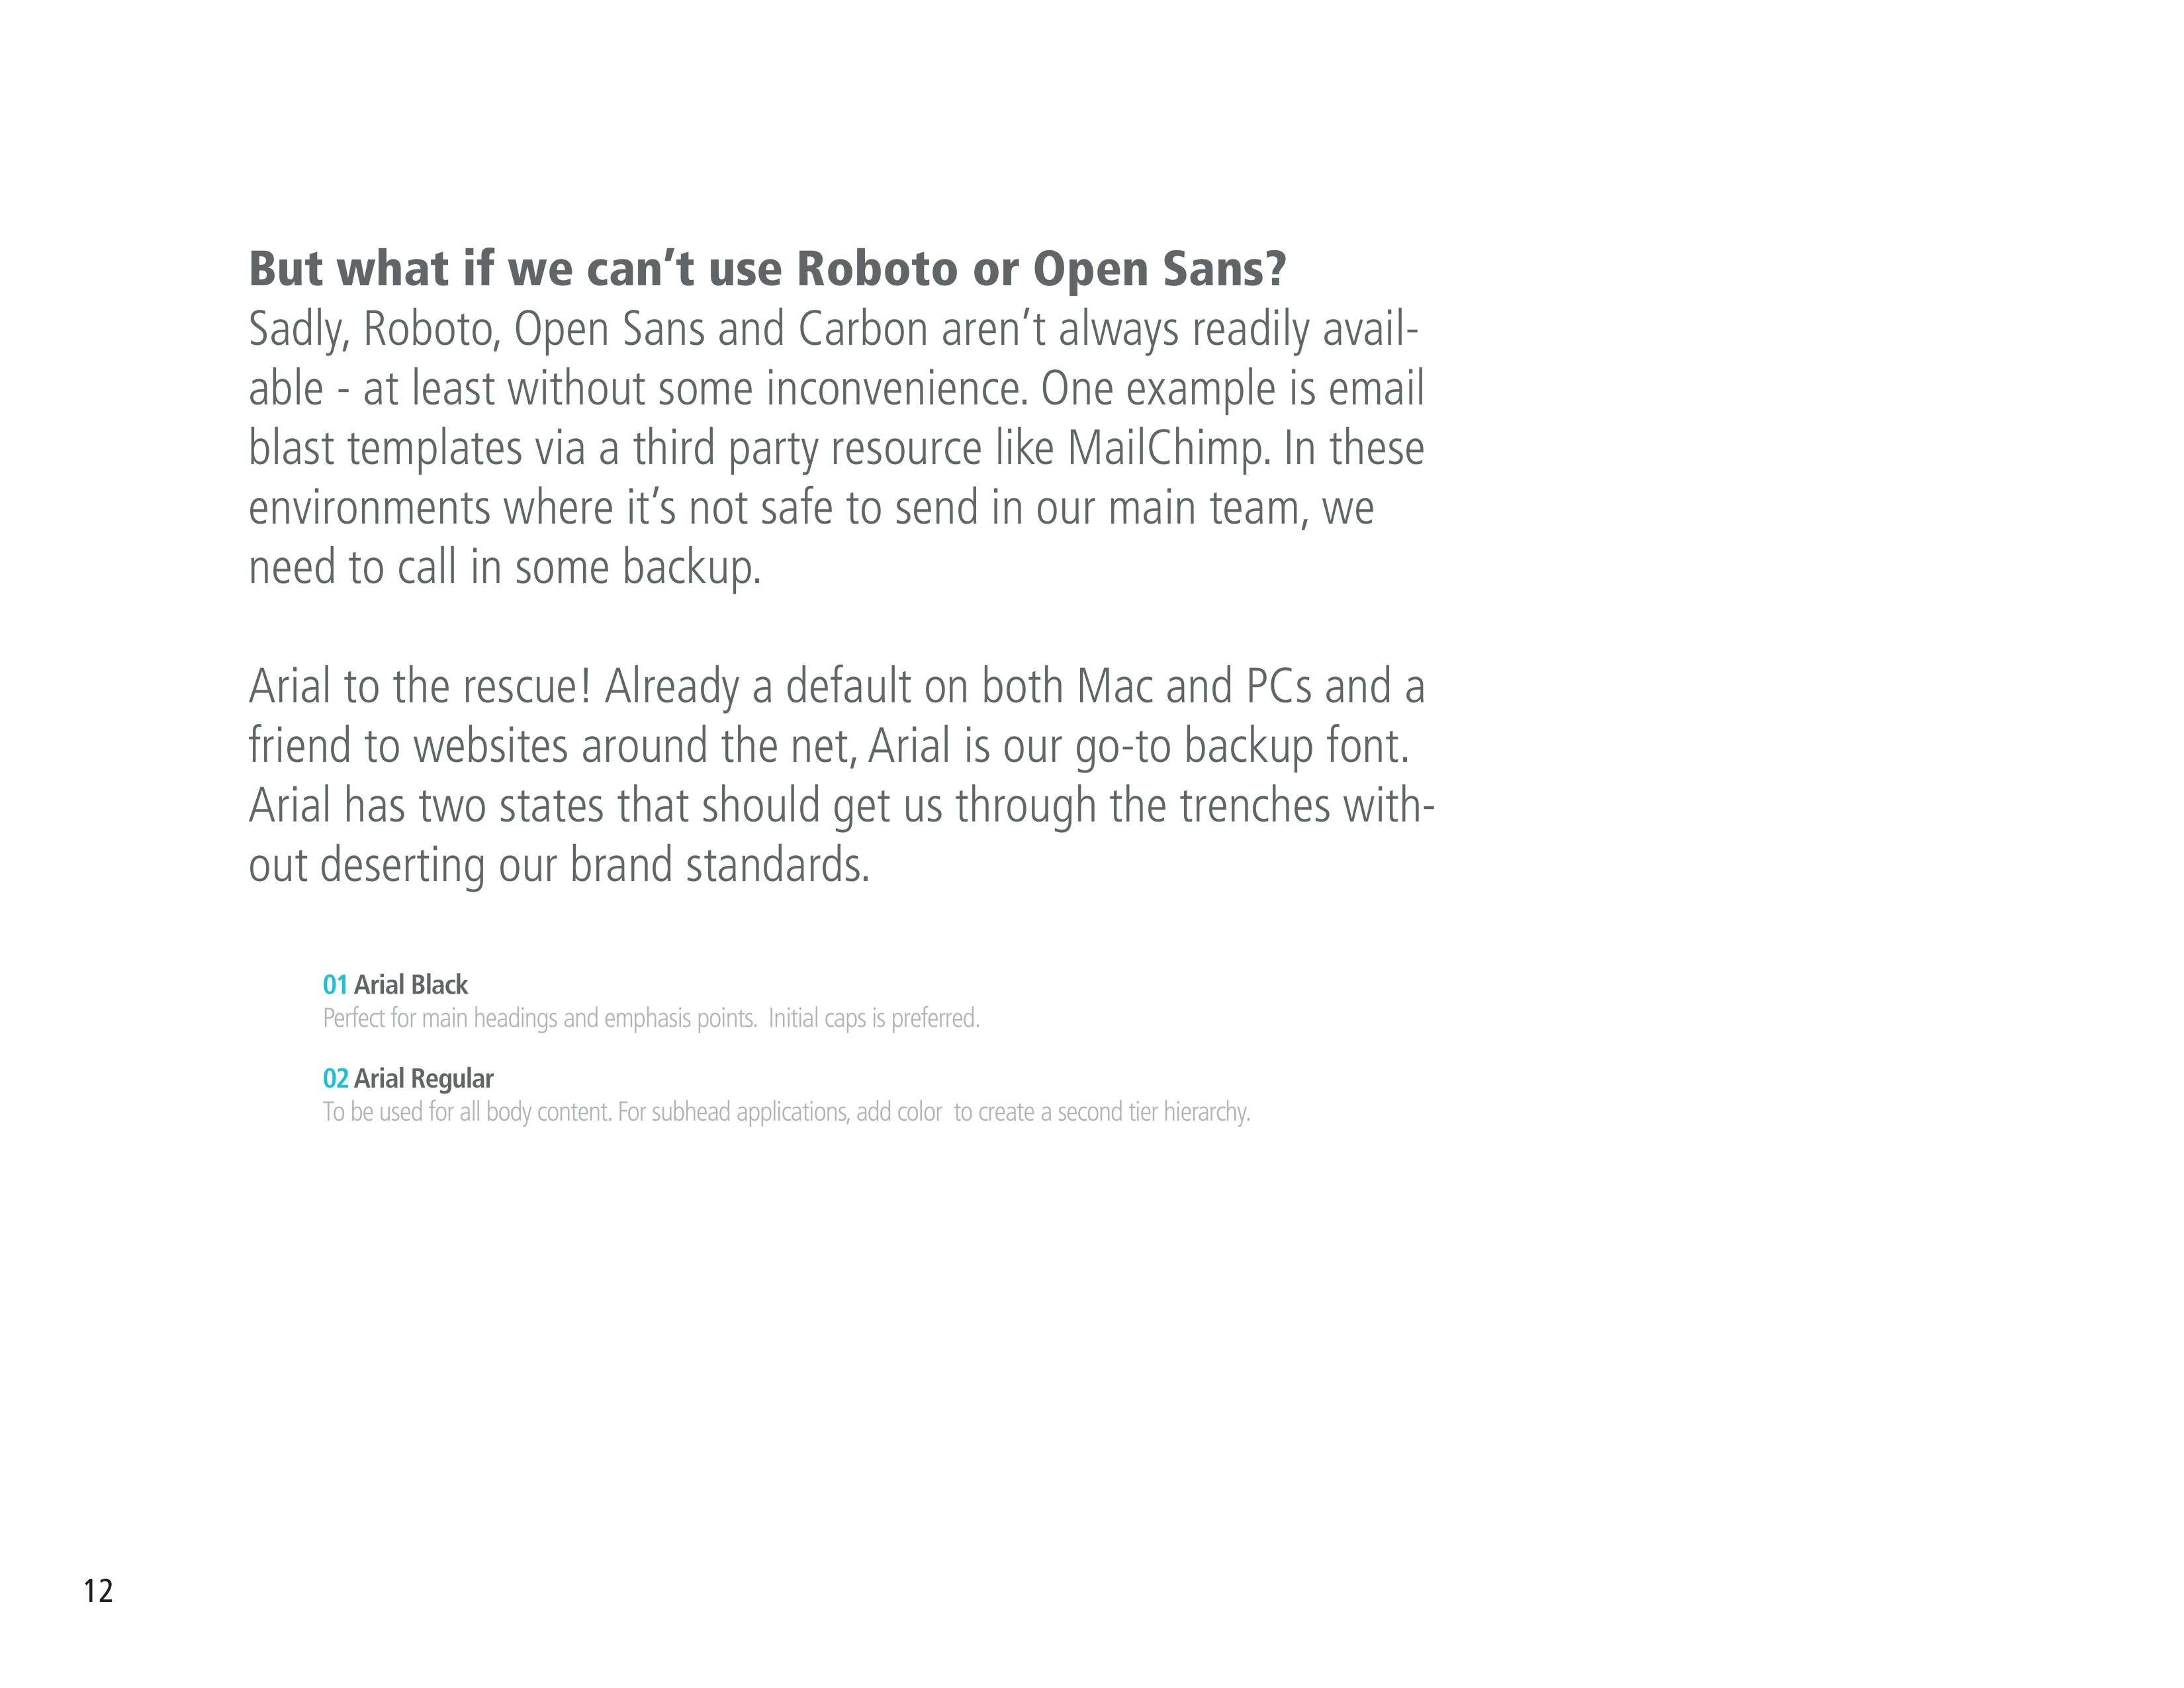 But what if we can’t use Roboto or Open Sans?
Sadly, Roboto, Open Sans and Carbon aren’t always readily avail-
able - at least without some inconvenience. One example is email
blast templates via a third party resource like MailChimp. In these
environments where it’s not safe to send in our main team, we
need to call in some backup.
Arial to the rescue! Already a default on both Mac and PCs and a
friend to websites around the net, Arial is our go-to backup font.
Arial has two states that should get us through the trenches with-
out deserting our brand standards.
01 Arial Black
Perfect for main headings and emphasis points.  Initial caps is preferred.
02 Arial Regular
To be used for all body content. For subhead applications, add color  to create a second tier hierarchy.
12